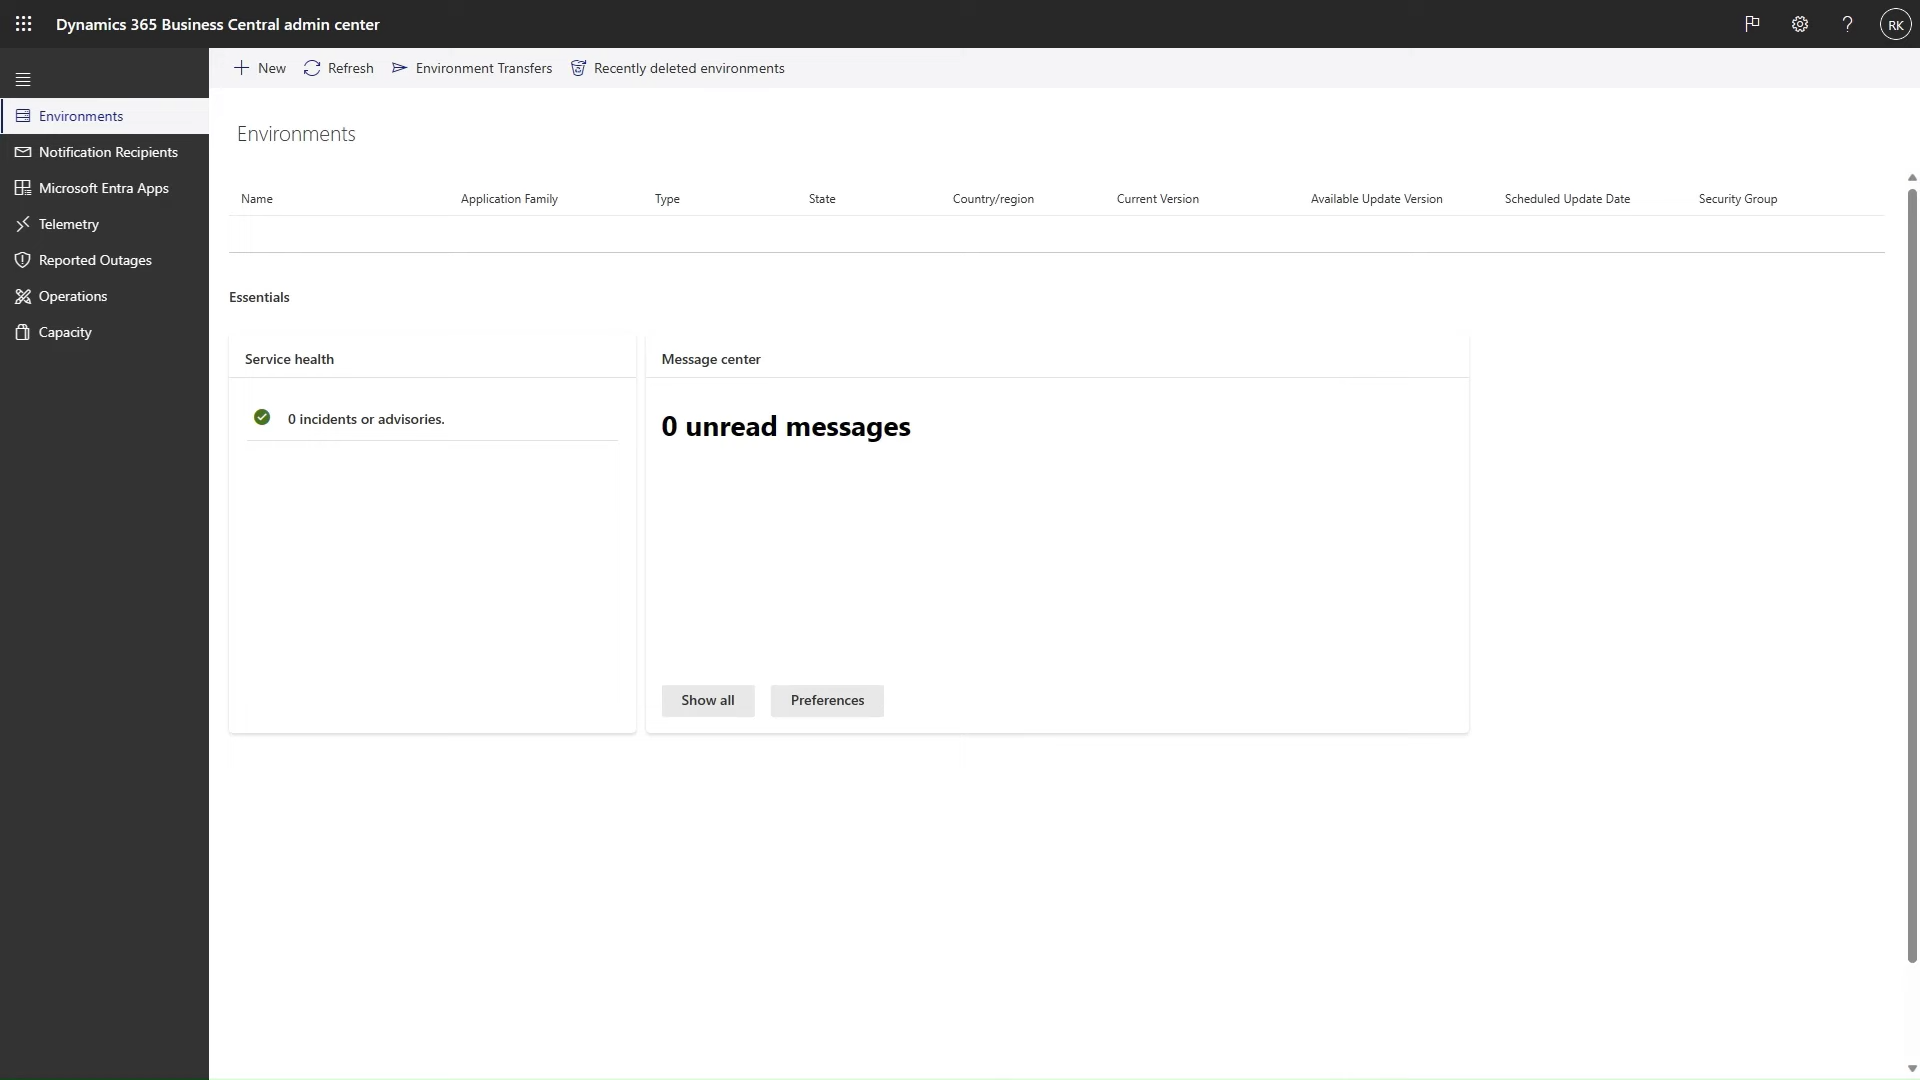 Dynamics 365 Business Central admin center
RK
New Refresh Environment Transfers Recently deleted environments
Environments
Notification Recipients
Microsoft Entra Apps
Telemetry
Reported Outages
Operations
Capacity
Environments
Name Application Family Type State Country/region Current Version Available Update Version Scheduled Update Date Security Group
Essentials
Service health
0 incidents or advisories.
Message center
0 unread messages
Show all Preferences